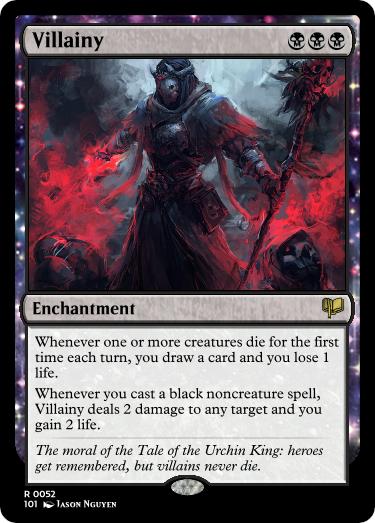 Villainy
Enchantment
Whenever one or more creatures die for the first
time each turn, you draw a card and you lose 1
life.
Whenever you cast a black noncreature spell,
Villainy deals 2 damage to any target and you
gain 2 life.
The moral of the Tale of the Urchin King: heroes
get remembered, but villains never die.
R 0052
101 Jason Nguyen